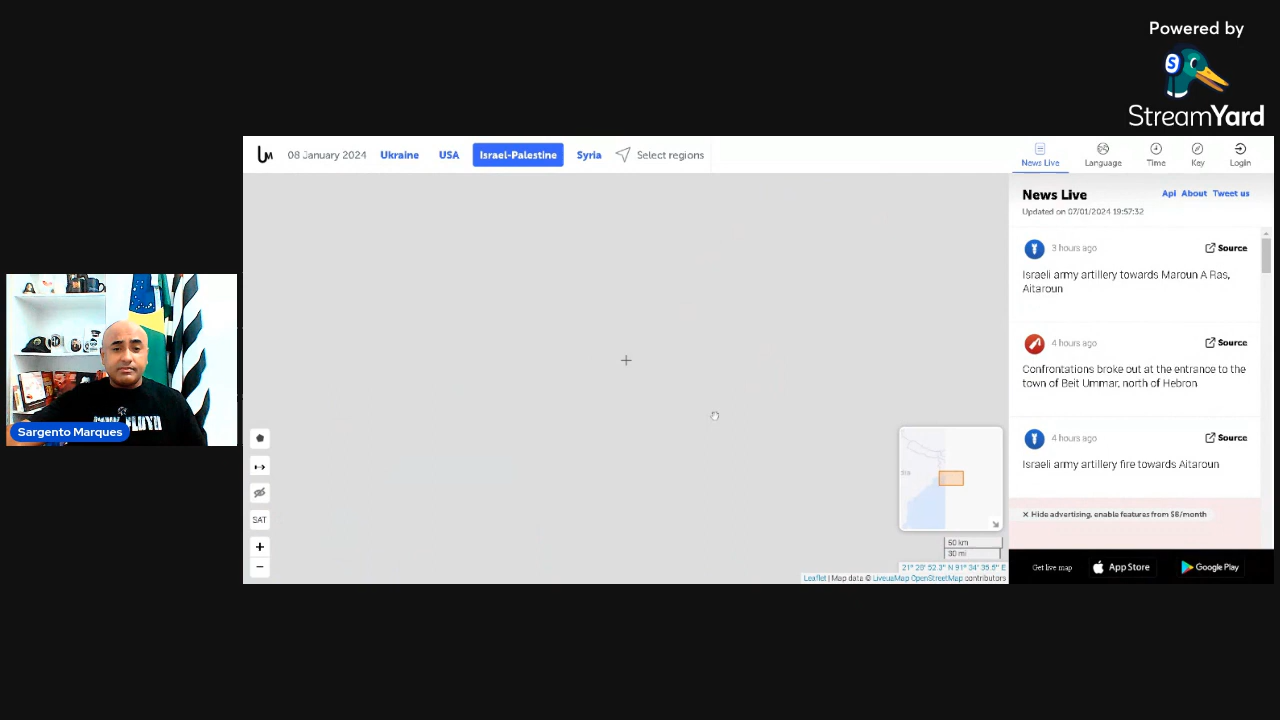 Powered by
S
StreamYard
08 January 2024
Ukraine
USA
Israel-Palestine
Syria
Select regions
News Live
Language
Time
Key
Login
News Live
Api
About
Tweet us
Updated on 07/01/2024 19:57:32
3 hours ago
Source
Israeli army artillery towards Maroun A Ras,
Aitaroun
4 hours ago
Source
Confrontations broke out at the entrance to the
town of Beit Ummar, north of Hebron
4 hours ago
Source
Israeli army artillery fire towards Aitaroun
× Hide advertising, enable features from $8/month
Get live map
App Store
Google Play
SAT
+
−
50 km
30 mi
Leaflet | Map data © LiveuaMap OpenStreetMap contributors
Sargento Marques